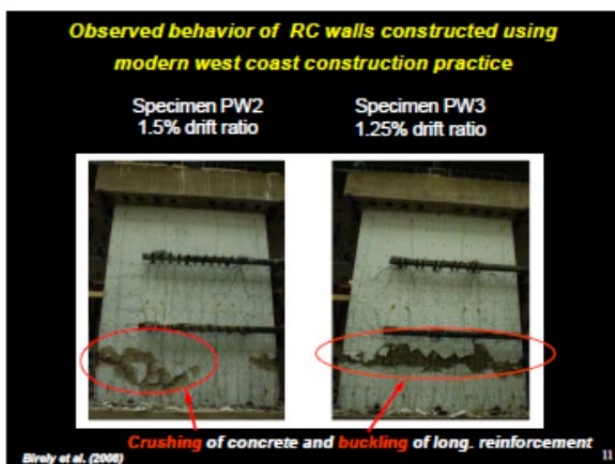 Observed behavior of RC walls constructed using
modern west coast construction practice
Specimen PW2
1.5% drift ratio
Specimen PW3
1.25% drift ratio
Crushing of concrete and buckling of long. reinforcement
Birely et al. (2008)
11